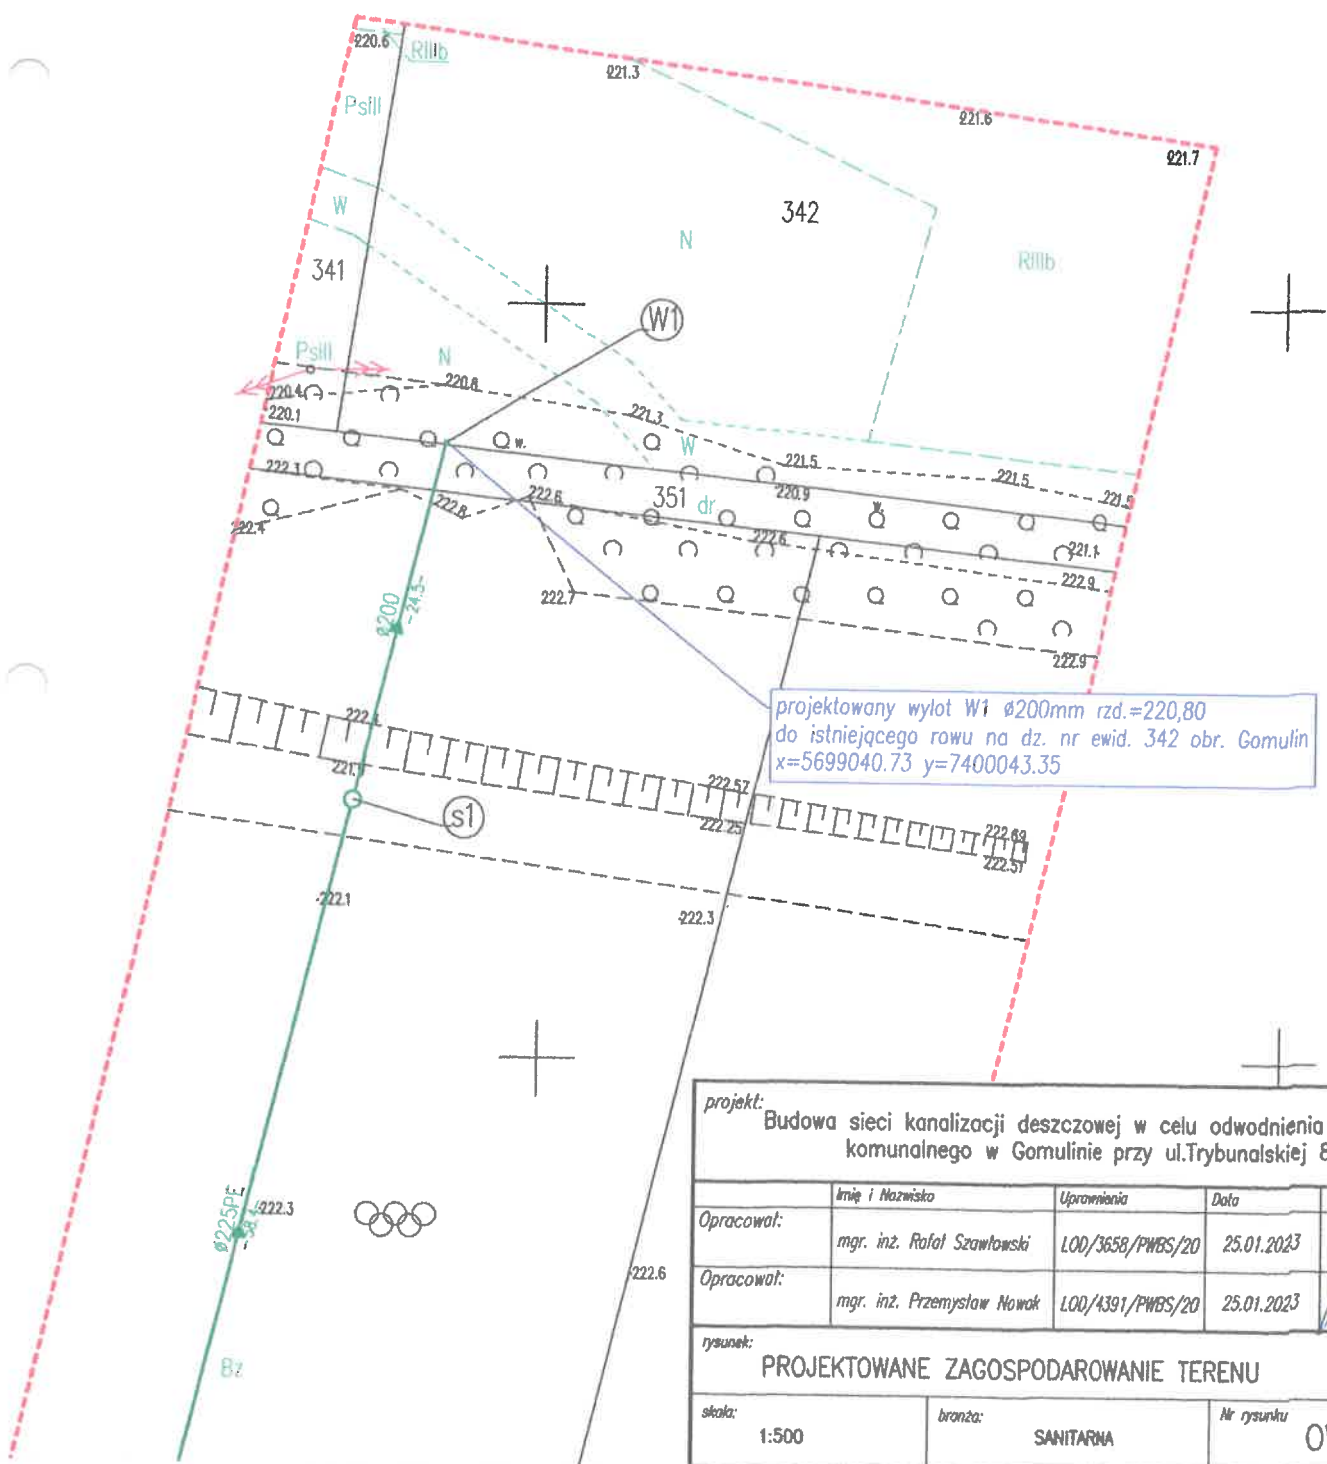 220.6
RIIIb
221.3
PsIII
221.6
221.7
W
342
N
341
RIIIb
W1
PsIII
N
220.8
220.4
220.1
221.3
w.
W
221.5
222.3
222.6
351 dr
220.9
221.5
221.5
222.8
w.
222.4
222.6
221.1
222.9
222.7
ø200
-24.5-
222.9
projektowany wylot W1 ø200mm rzd.=220,80
do istniejącego rowu na dz. nr ewid. 342 obr. Gomulin
x=5699040.73 y=7400043.35
222.57
222.25
s1
222.69
222.51
222.1
222.3
ø225PE
222.3
222.6
Bz
projekt:
Budowa sieci kanalizacji deszczowej w celu odwodnienia
komunalnego w Gomulinie przy ul.Trybunalskiej
Imię i Nazwisko Uprawnienia Data
Opracował:
mgr. inż. Rafał Szawłowski LOD/3658/PWBS/20 25.01.2023
Opracował:
mgr. inż. Przemysław Nowak LOD/4391/PWBS/20 25.01.2023
rysunek:
PROJEKTOWANE ZAGOSPODAROWANIE TERENU
skala: branża: Nr rysunku
1:500 SANITARNA